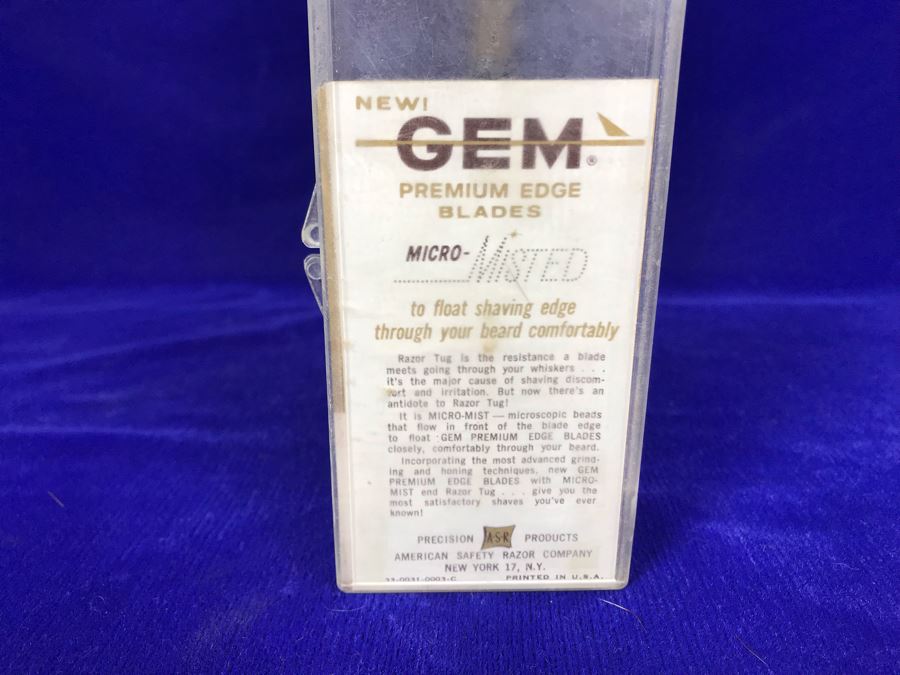 NEW!
GEM®
PREMIUM EDGE
BLADES
MICRO-MISTED
to float shaving edge
through your beard comfortably
Razor Tug is the resistance a blade
meets going through your whiskers . . .
it's the major cause of shaving discom-
fort and irritation. But now there's an
antidote to Razor Tug!
It is MICRO-MIST — microscopic beads
that flow in front of the blade edge
to float GEM PREMIUM EDGE BLADES
closely, comfortably through your beard.
Incorporating the most advanced grind-
ing and honing techniques, new GEM
PREMIUM EDGE BLADES with MICRO-
MIST end Razor Tug . . . give you the
most satisfactory shaves you've ever
known!
PRECISION A·S·R PRODUCTS
AMERICAN SAFETY RAZOR COMPANY
NEW YORK 17, N.Y.
33-0031-0003-C PRINTED IN U.S.A.